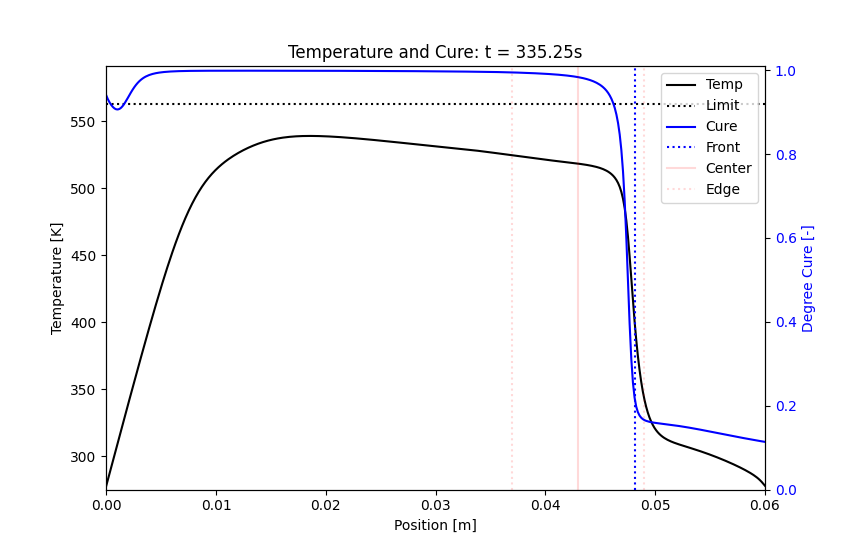 Temperature and Cure: t = 335.25s
Temperature [K]
550
500
450
400
350
300
1.0
0.8
0.6
0.4
0.2
0.0
Degree Cure [-]
Temp
Limit
Cure
Front
Center
Edge
0.00 0.01 0.02 0.03 0.04 0.05 0.06
Position [m]